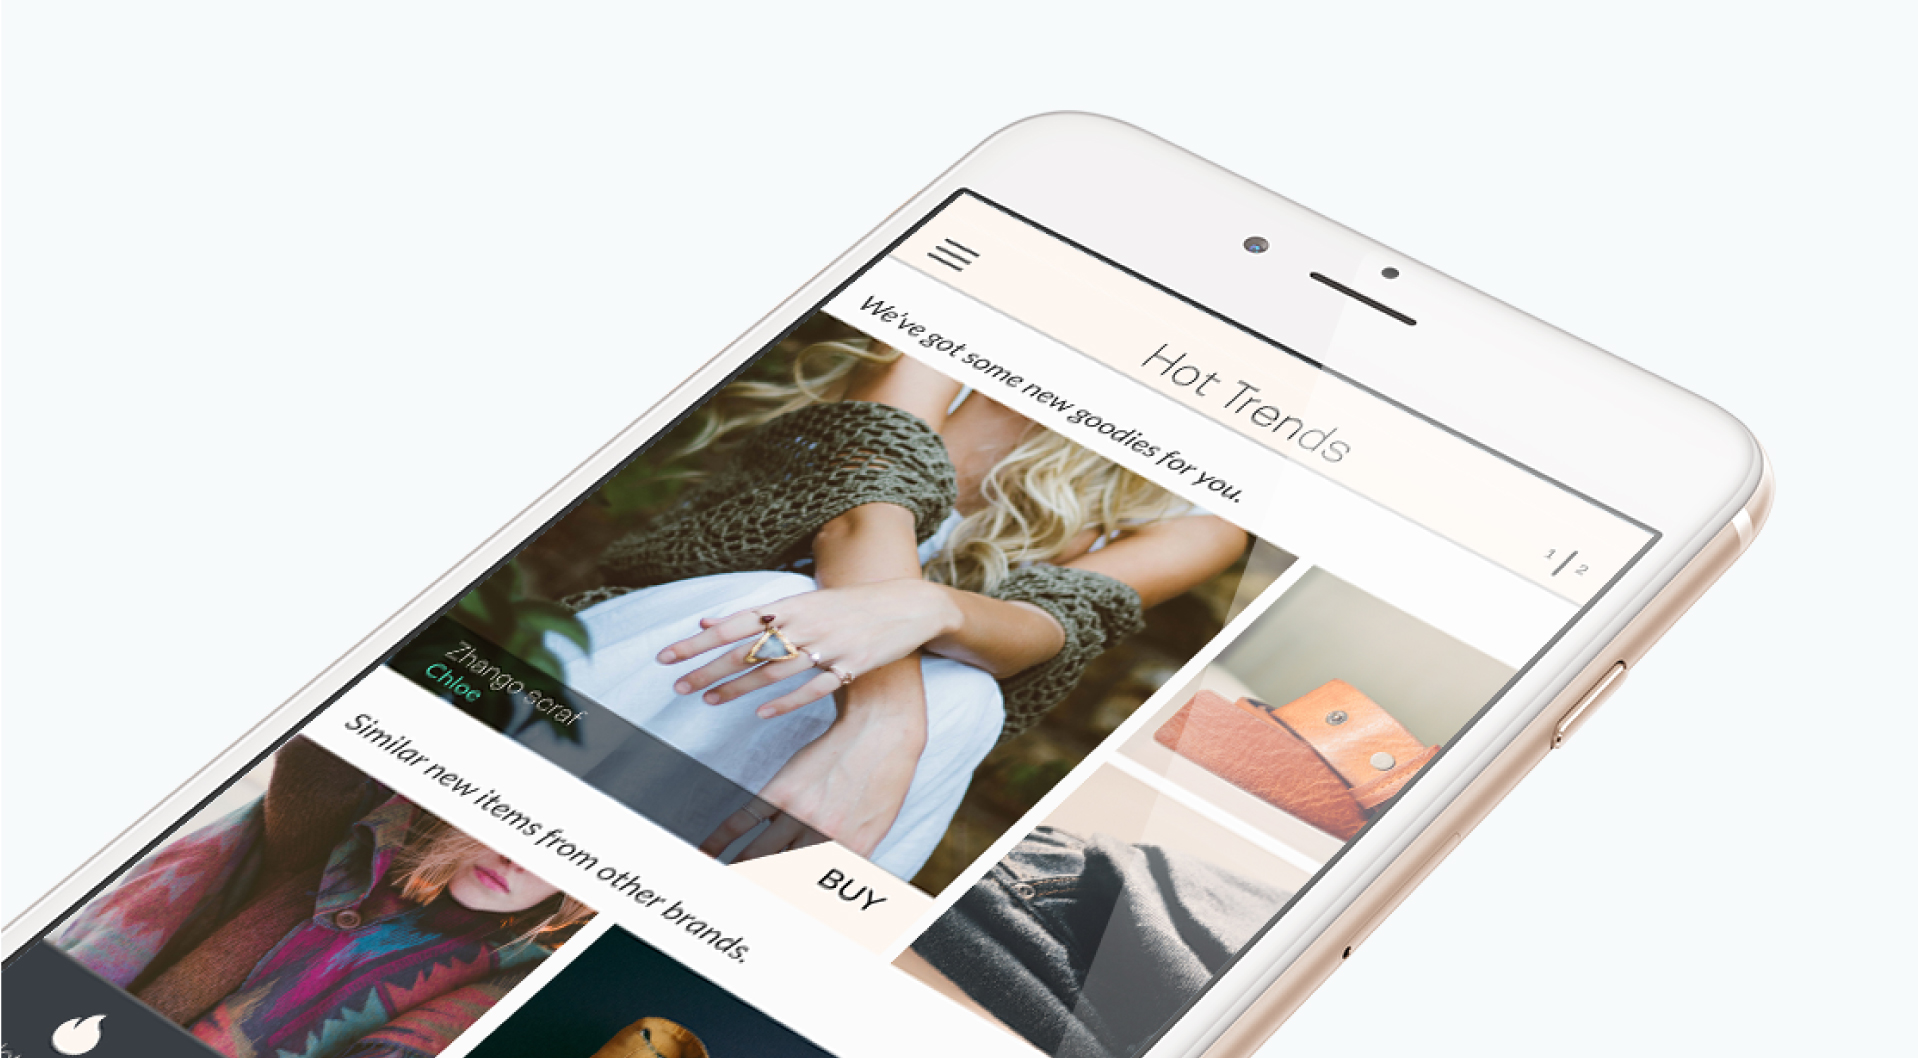 Hot Trends
1 | 2
We've got some new goodies for you.
Zhango scraf
Chloe
BUY
Similar new items from other brands.